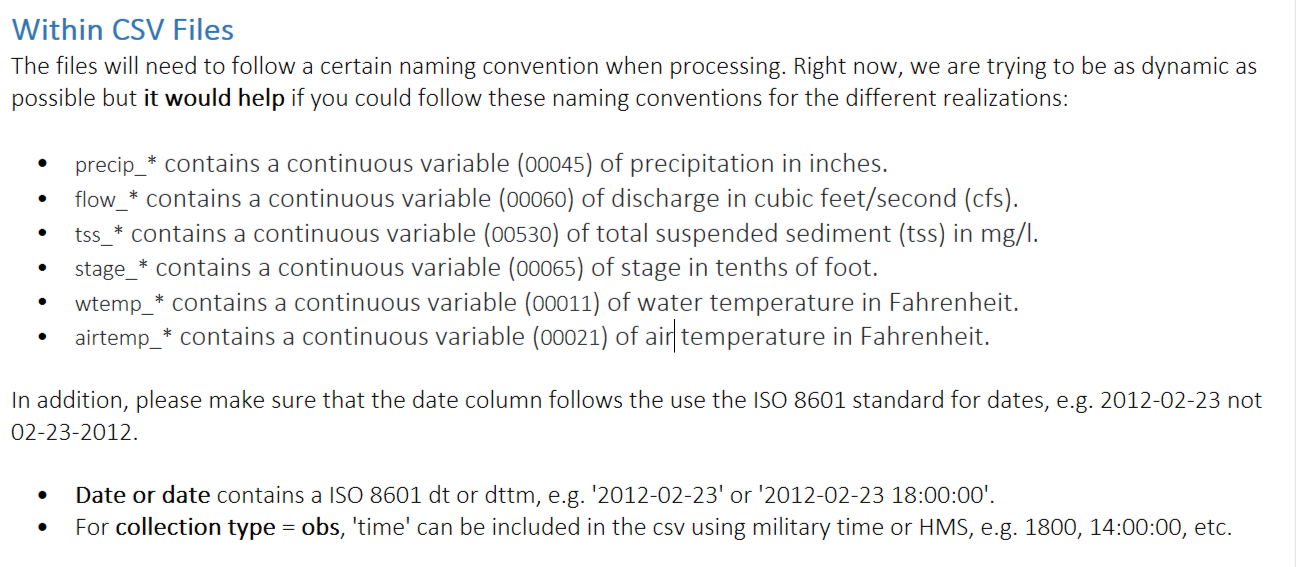 Within CSV Files
The files will need to follow a certain naming convention when processing. Right now, we are trying to be as dynamic as
possible but it would help if you could follow these naming conventions for the different realizations:
• precip_* contains a continuous variable (00045) of precipitation in inches.
• flow_* contains a continuous variable (00060) of discharge in cubic feet/second (cfs).
• tss_* contains a continuous variable (00530) of total suspended sediment (tss) in mg/l.
• stage_* contains a continuous variable (00065) of stage in tenths of foot.
• wtemp_* contains a continuous variable (00011) of water temperature in Fahrenheit.
• airtemp_* contains a continuous variable (00021) of air temperature in Fahrenheit.
In addition, please make sure that the date column follows the use the ISO 8601 standard for dates, e.g. 2012-02-23 not
02-23-2012.
• Date or date contains a ISO 8601 dt or dttm, e.g. '2012-02-23' or '2012-02-23 18:00:00'.
• For collection type = obs, 'time' can be included in the csv using military time or HMS, e.g. 1800, 14:00:00, etc.